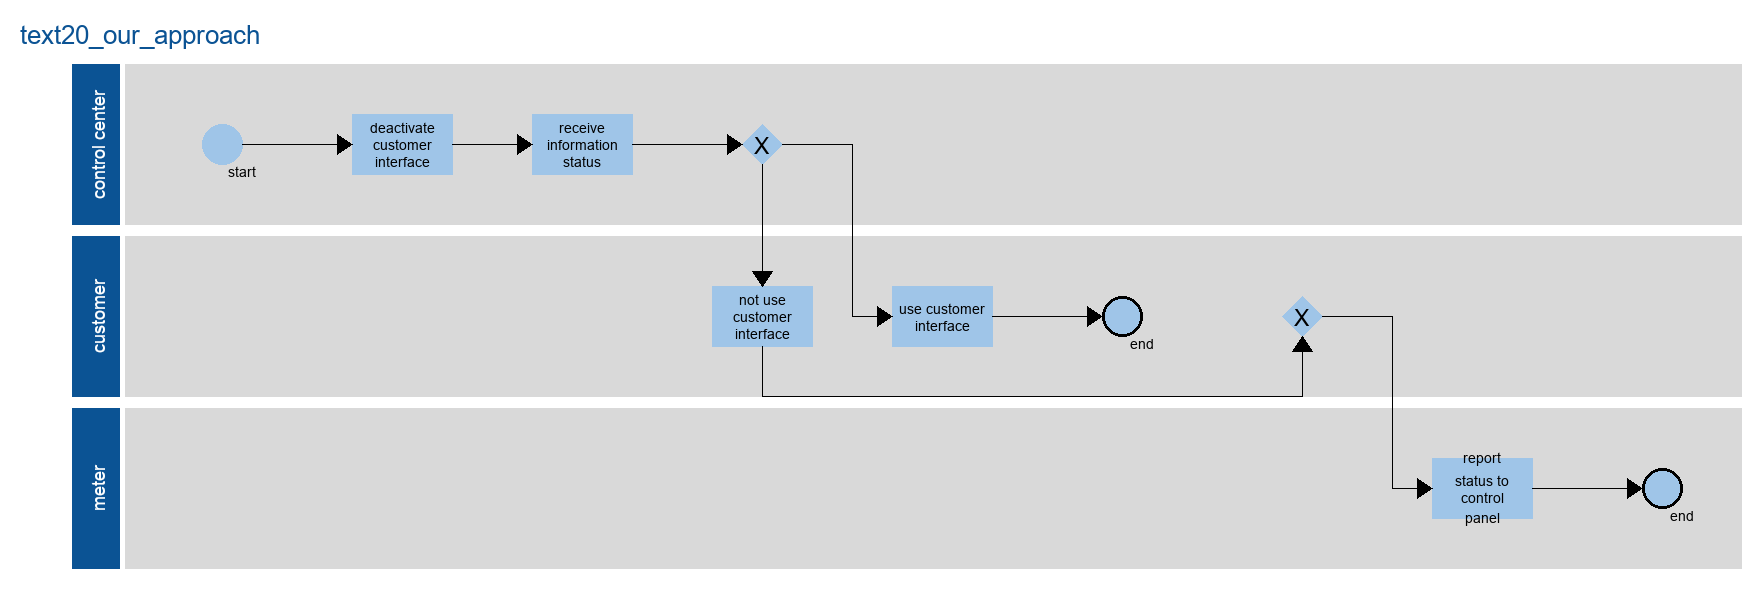 text20_our_approach
control center
start
deactivate
customer
interface
receive
information
status
X
customer
not use
customer
interface
use customer
interface
end
X
meter
report
status to
control
panel
end